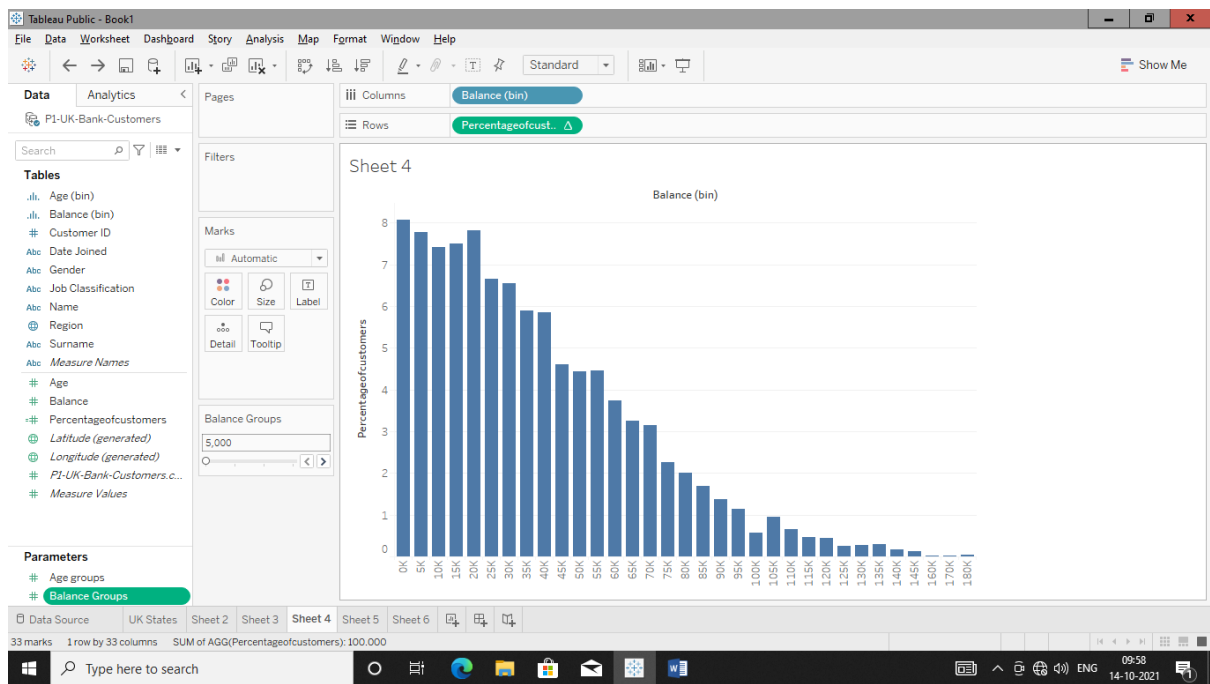 Tableau Public - Book1
File Data Worksheet Dashboard Story Analysis Map Format Window Help
Standard
Show Me
Data Analytics
P1-UK-Bank-Customers
Search
Tables
Age (bin)
Balance (bin)
# Customer ID
Abc Date Joined
Abc Gender
Abc Job Classification
Abc Name
Region
Abc Surname
Abc Measure Names
# Age
# Balance
=# Percentageofcustomers
Latitude (generated)
Longitude (generated)
# P1-UK-Bank-Customers.c...
# Measure Values
Parameters
# Age groups
# Balance Groups
Pages
Filters
Marks
Automatic
Color Size Label
Detail Tooltip
Balance Groups
5,000
Columns Balance (bin)
Rows Percentageofcust.. Δ
Sheet 4
Balance (bin)
Percentageofcustomers
8
7
6
5
4
3
2
1
0
0K 5K 10K 15K 20K 25K 30K 35K 40K 45K 50K 55K 60K 65K 70K 75K 80K 85K 90K 95K 100K 105K 110K 115K 120K 125K 130K 135K 140K 145K 160K 170K 180K
Data Source UK States Sheet 2 Sheet 3 Sheet 4 Sheet 5 Sheet 6
33 marks 1 row by 33 columns SUM of AGG(Percentageofcustomers): 100.000
Type here to search
ENG
09:58
14-10-2021
1